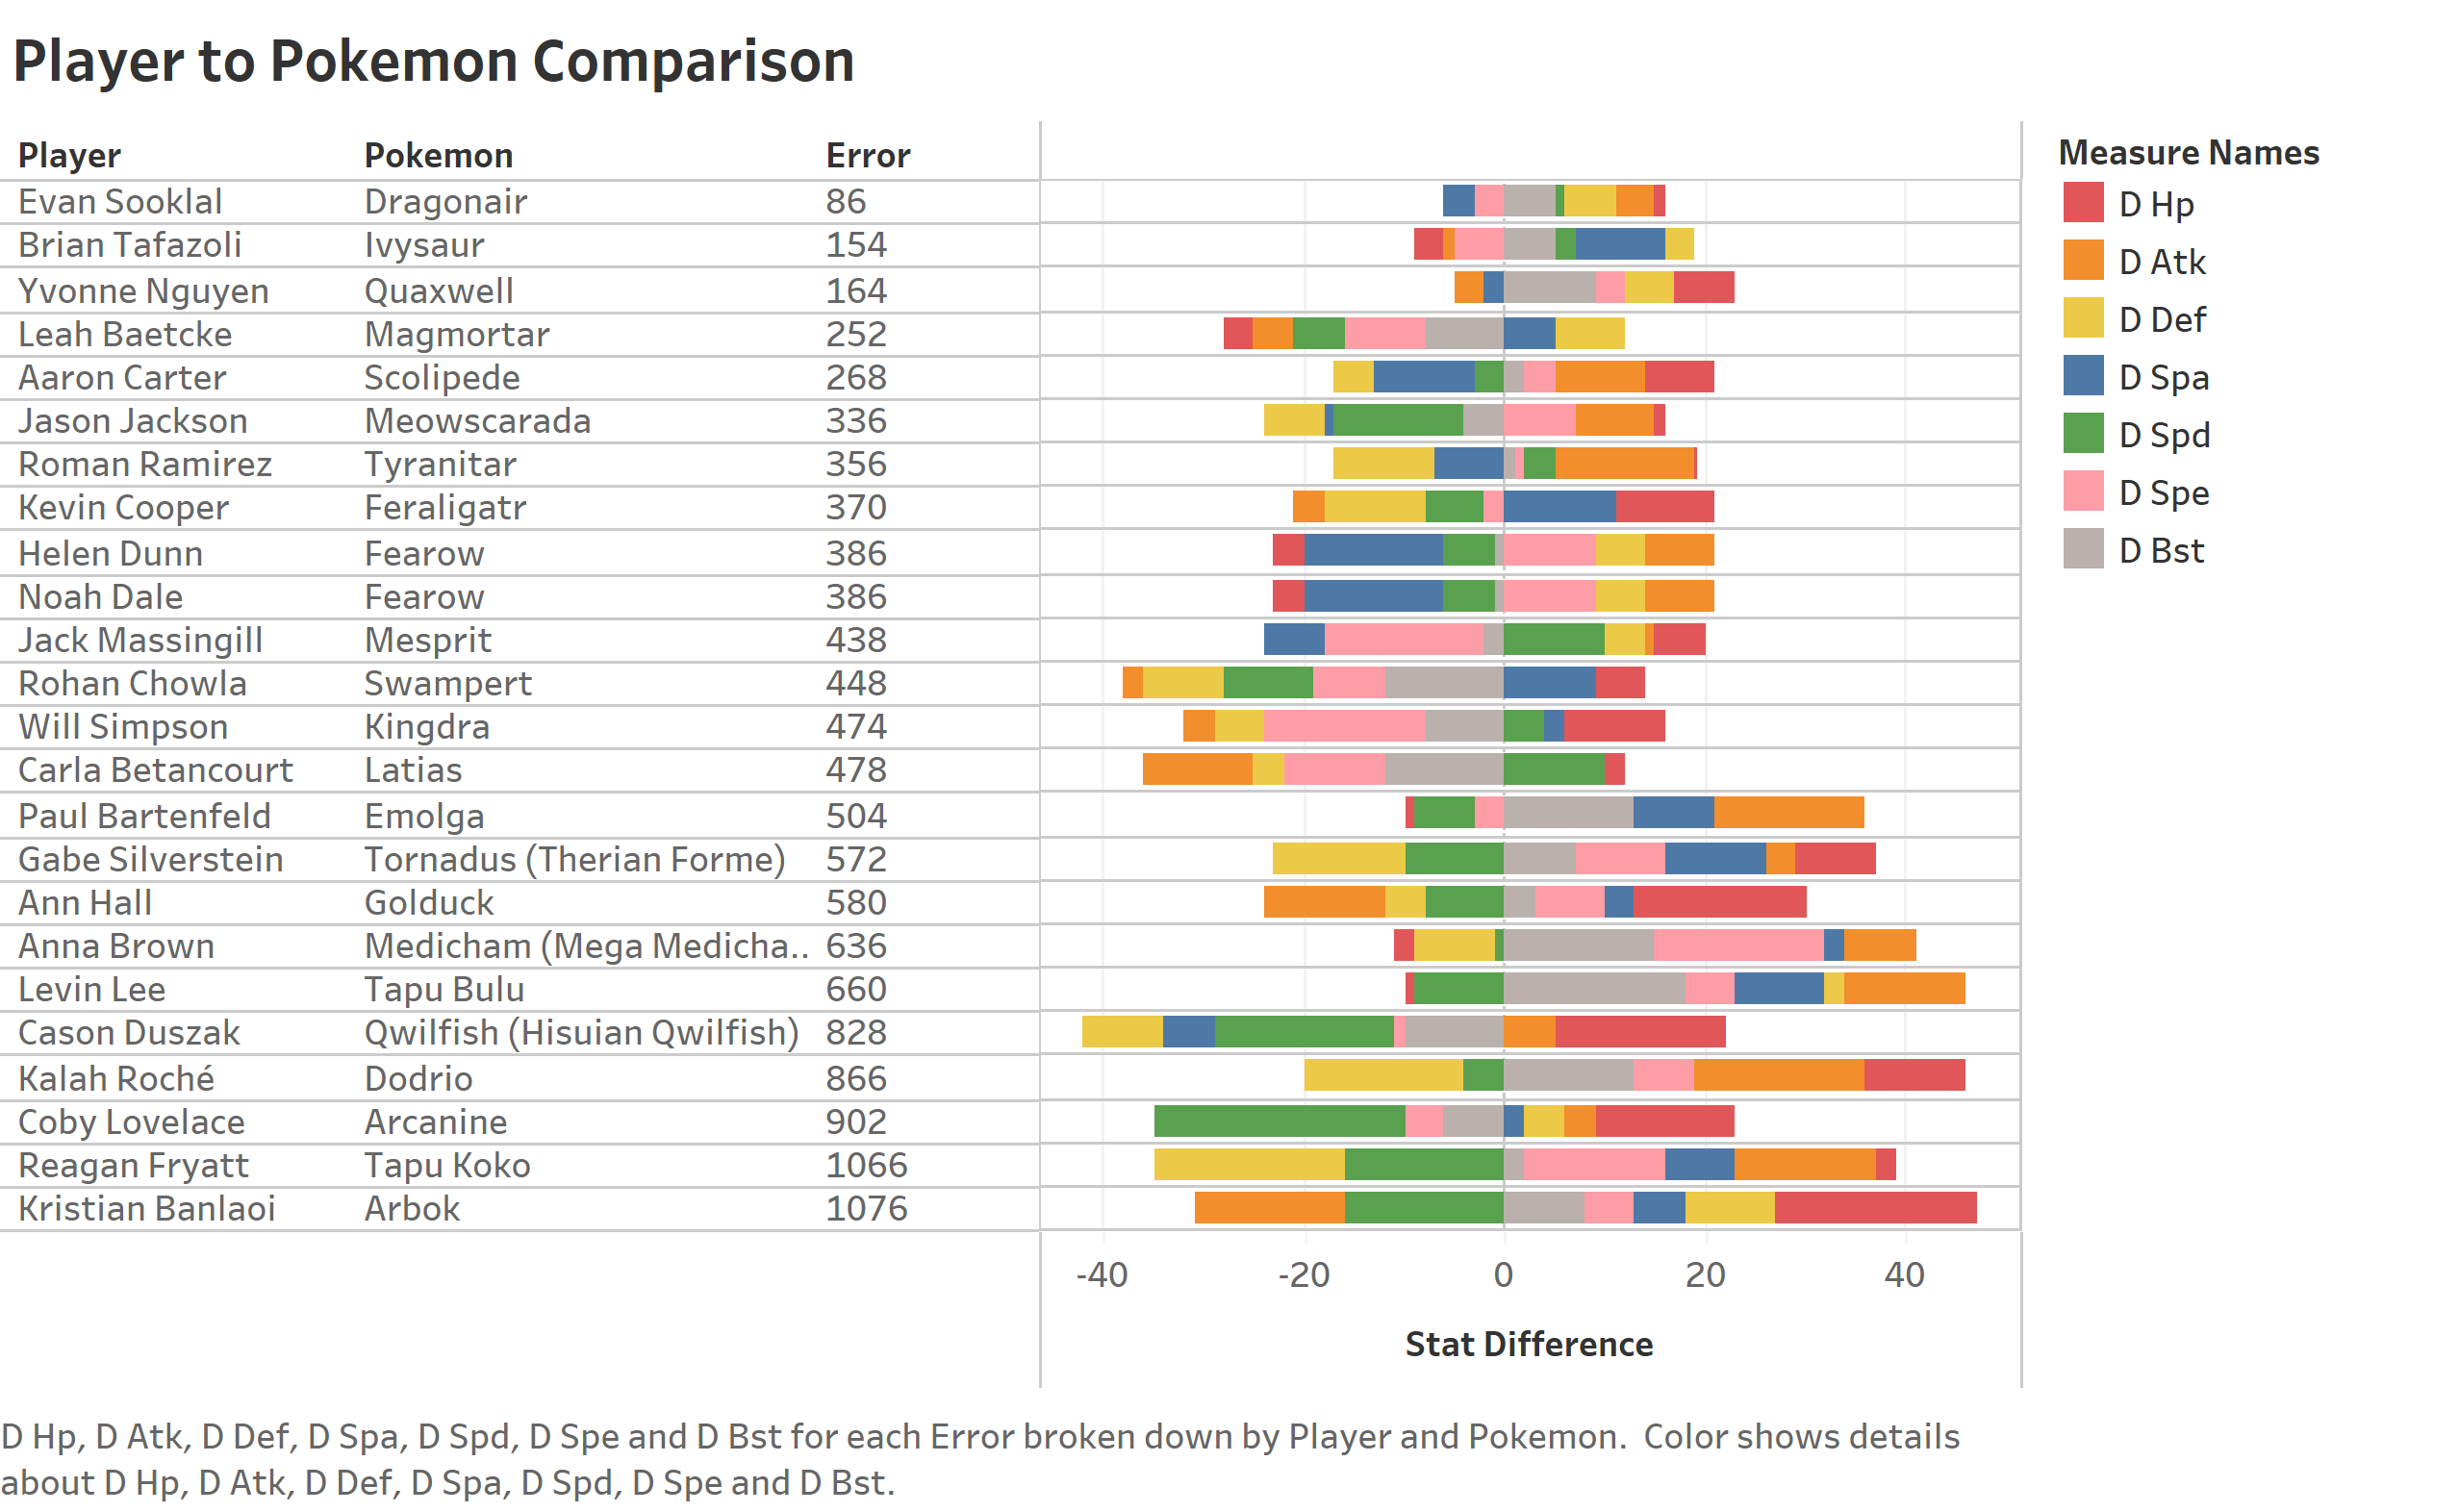 Player to Pokemon Comparison
Player Pokemon Error
Measure Names
Evan Sooklal Dragonair 86
D Hp
Brian Tafazoli Ivysaur 154
D Atk
Yvonne Nguyen Quaxwell 164
D Def
Leah Baetcke Magmortar 252
Aaron Carter Scolipede 268
D Spa
Jason Jackson Meowscarada 336
D Spd
Roman Ramirez Tyranitar 356
D Spe
Kevin Cooper Feraligatr 370
D Bst
Helen Dunn Fearow 386
Noah Dale Fearow 386
Jack Massingill Mesprit 438
Rohan Chowla Swampert 448
Will Simpson Kingdra 474
Carla Betancourt Latias 478
Paul Bartenfeld Emolga 504
Gabe Silverstein Tornadus (Therian Forme) 572
Ann Hall Golduck 580
Anna Brown Medicham (Mega Medicha.. 636
Levin Lee Tapu Bulu 660
Cason Duszak Qwilfish (Hisuian Qwilfish) 828
Kalah Roché Dodrio 866
Coby Lovelace Arcanine 902
Reagan Fryatt Tapu Koko 1066
Kristian Banlaoi Arbok 1076
-40 -20 0 20 40
Stat Difference
D Hp, D Atk, D Def, D Spa, D Spd, D Spe and D Bst for each Error broken down by Player and Pokemon. Color shows details
about D Hp, D Atk, D Def, D Spa, D Spd, D Spe and D Bst.